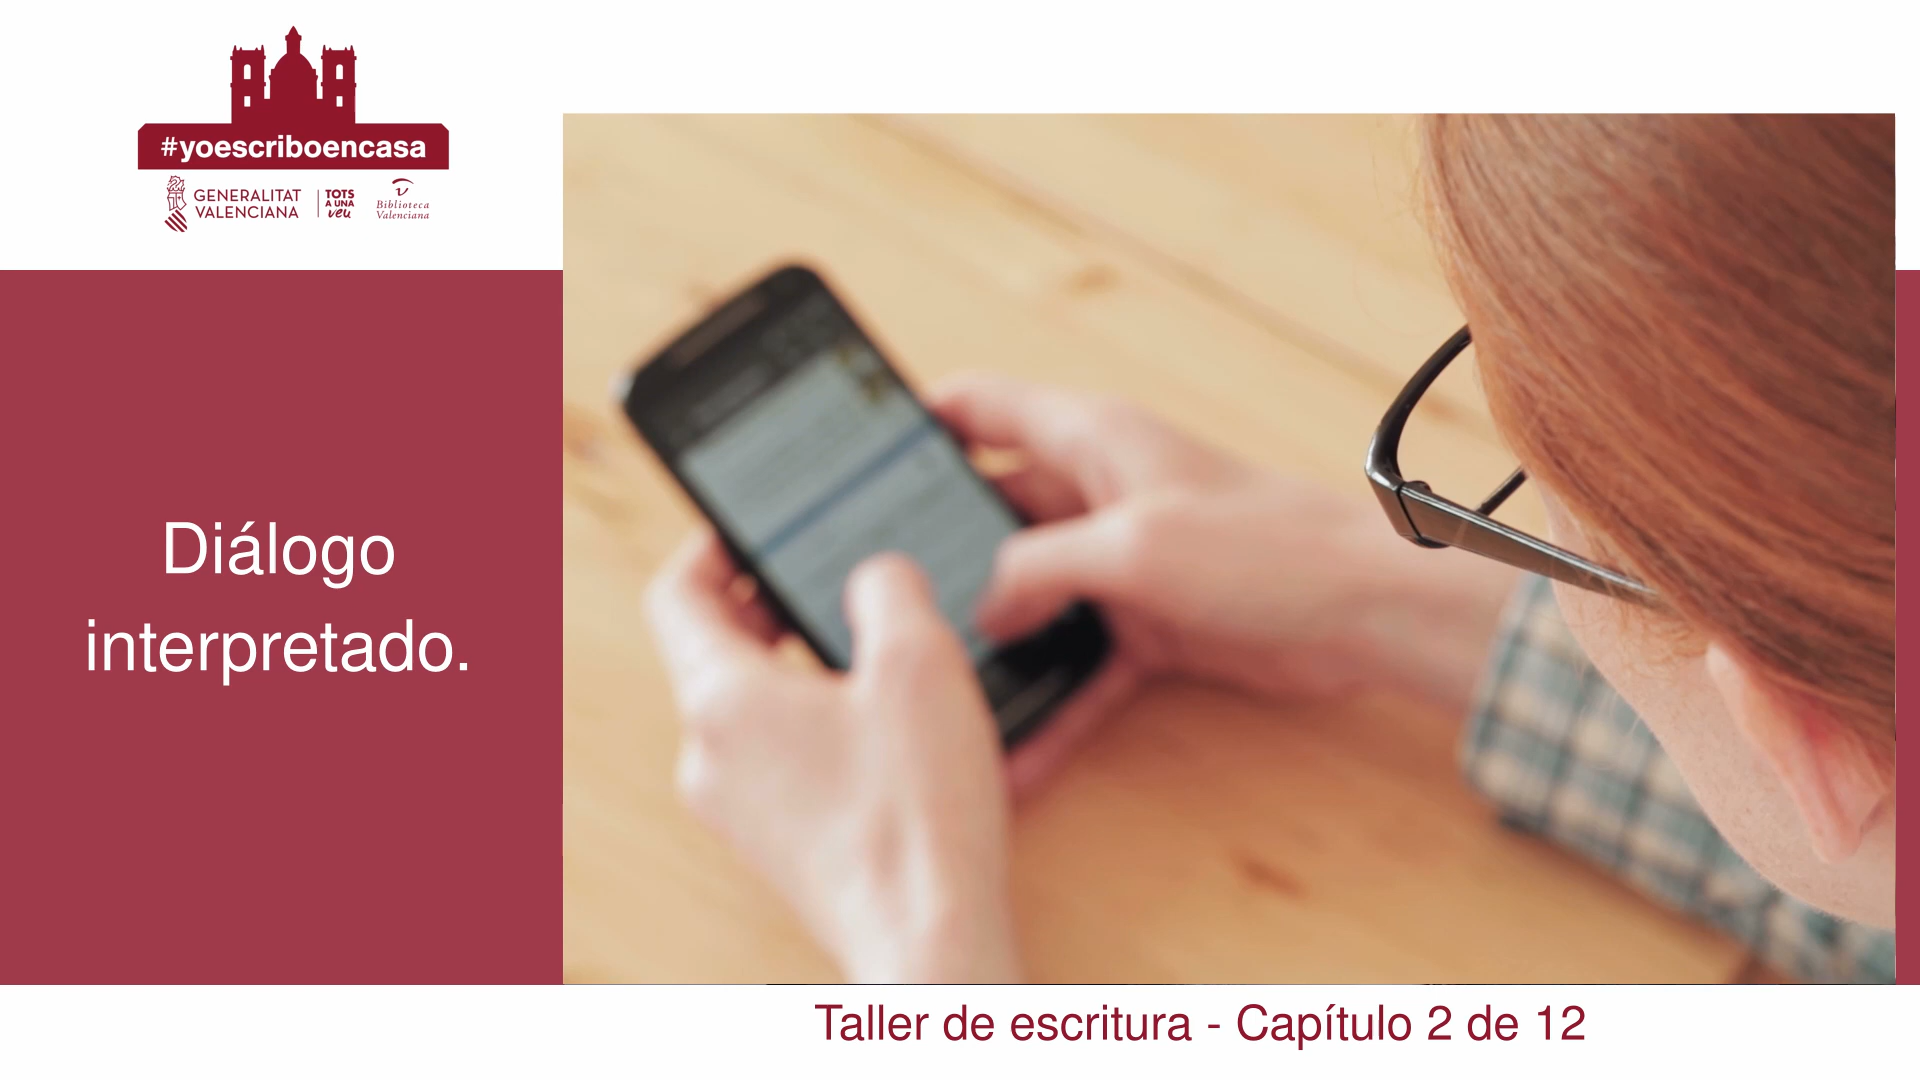 #yoescriboencasa
GENERALITAT
VALENCIANA
TOTS
A UNA
veu
Biblioteca
Valenciana
Diálogo
interpretado.
Taller de escritura - Capítulo 2 de 12